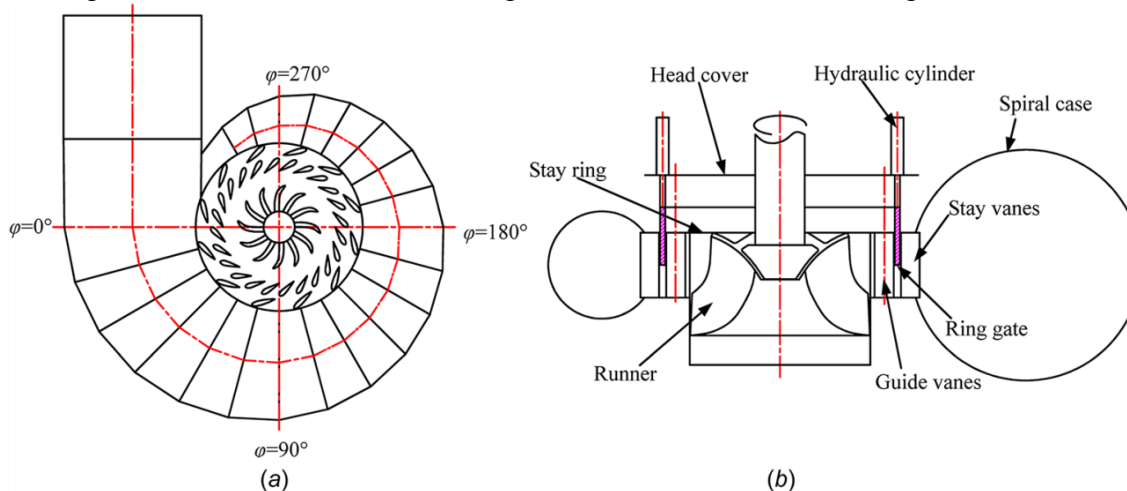 φ=270°
φ=0°
φ=180°
φ=90°
(a)
Head cover
Hydraulic cylinder
Spiral case
Stay ring
Stay vanes
Ring gate
Runner
Guide vanes
(b)